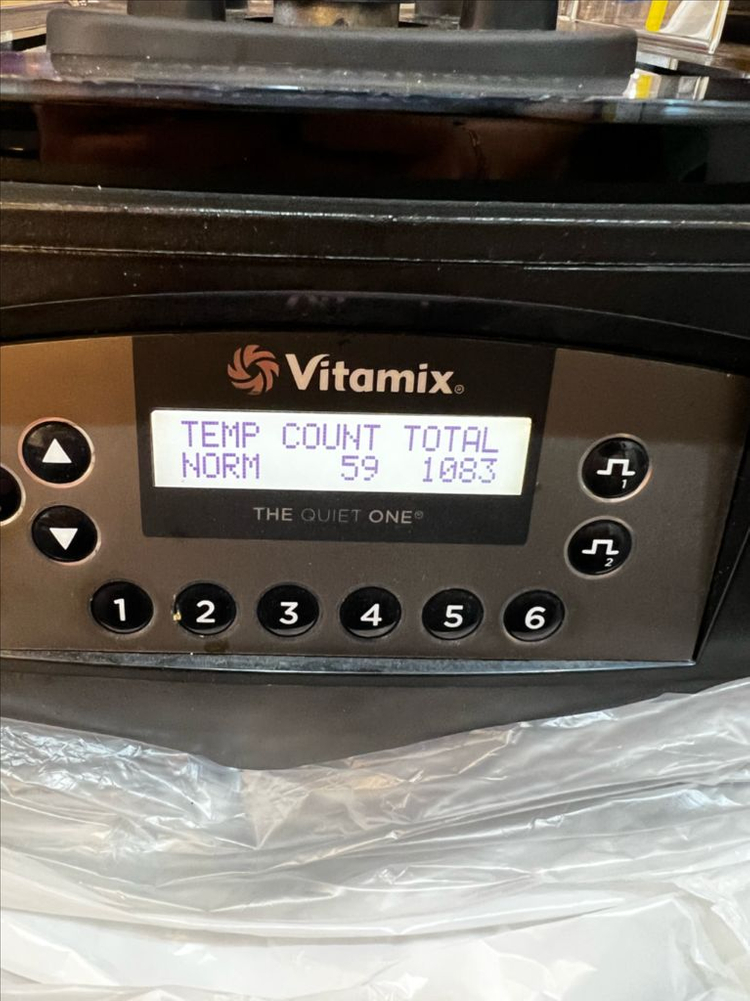 Vitamix®
TEMP COUNT TOTAL
NORM 59 1083
THE QUIET ONE®
1
2
1 2 3 4 5 6